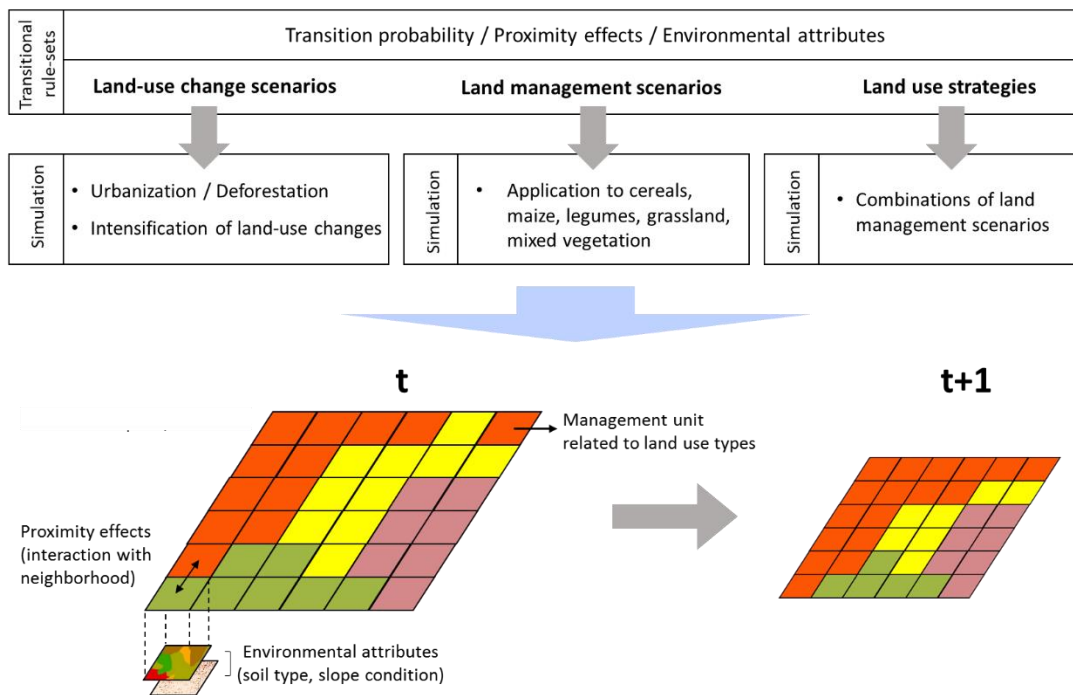 Transitional
rule-sets
Transition probability / Proximity effects / Environmental attributes
Land-use change scenarios
Land management scenarios
Land use strategies
Simulation
• Urbanization / Deforestation
• Intensification of land-use changes
Simulation
• Application to cereals,
maize, legumes, grassland,
mixed vegetation
Simulation
• Combinations of land
management scenarios
t
t+1
Management unit
related to land use types
Proximity effects
(interaction with
neighborhood)
Environmental attributes
(soil type, slope condition)